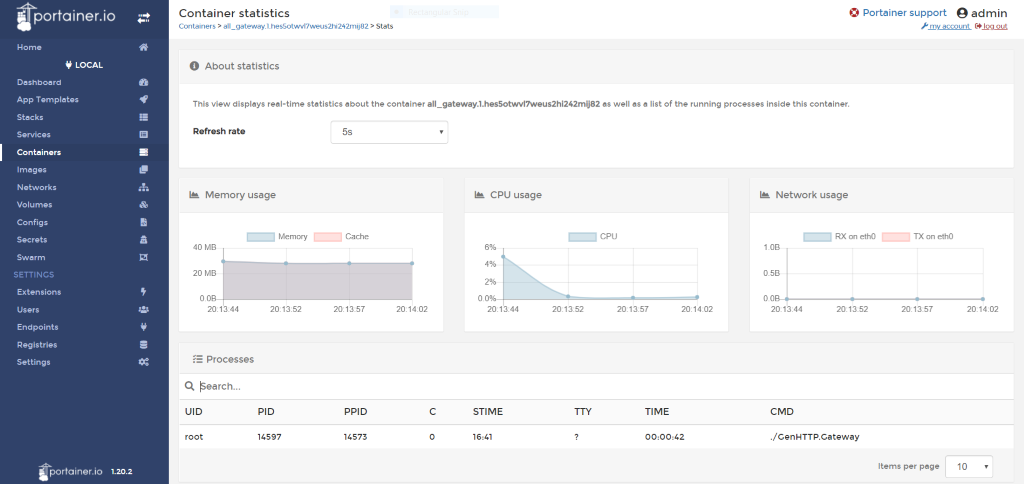 portainer.io
Home
LOCAL
Dashboard
App Templates
Stacks
Services
Containers
Images
Networks
Volumes
Configs
Secrets
Swarm
SETTINGS
Extensions
Users
Endpoints
Registries
Settings
portainer.io 1.20.2
Container statistics
Containers > all_gateway.1.hes5otwvl7weus2hi242mij82 > Stats
Portainer support admin
my account log out
About statistics
This view displays real-time statistics about the container all_gateway.1.hes5otwvl7weus2hi242mij82 as well as a list of the running processes inside this container.
Refresh rate 5s
Memory usage
Memory Cache
40 MB
20 MB
0.0B
20:13:44 20:13:52 20:13:57 20:14:02
CPU usage
CPU
6%
4%
2%
0.0%
20:13:44 20:13:52 20:13:57 20:14:02
Network usage
RX on eth0 TX on eth0
1.0B
0.5B
0.0B
20:13:44 20:13:52 20:13:57 20:14:02
Processes
Search...
UID PID PPID C STIME TTY TIME CMD
root 14597 14573 0 16:41 ? 00:00:42 ./GenHTTP.Gateway
Items per page 10